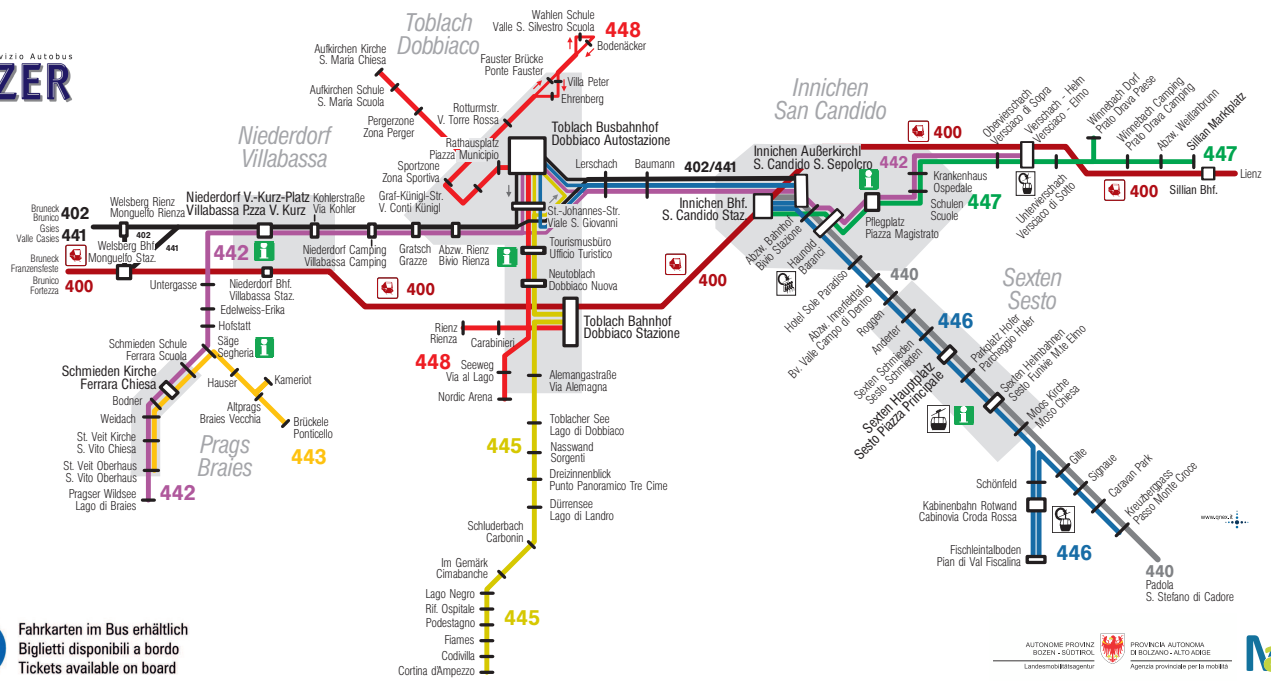 vizio Autobus
ZER
Toblach
Dobbiaco
Wahlen Schule
Valle S. Silvestro Scuola
448
Bodenäcker
Aufkirchen Kirche
S. Maria Chiesa
Fauster Brücke
Ponte Fauster
Villa Peter
Ehrenberg
Aufkirchen Schule
S. Maria Scuola
Rotturmstr.
V. Torre Rossa
Pergerzone
Zona Perger
Rathausplatz
Piazza Municipio
Toblach Busbahnhof
Dobbiaco Autostazione
Sportzone
Zona Sportiva
Graf-Künigl-Str.
V. Conti Künigl
Lerschach
Baumann
402/441
Niederdorf
Villabassa
Niederdorf V.-Kurz-Platz
Villabassa P.zza V. Kurz
Kohlerstraße
Via Kohler
Niederdorf Camping
Villabassa Camping
Gratsch
Grazze
Abzw. Rienz
Bivio Rienza
St.-Johannes-Str.
Viale S. Giovanni
Tourismusbüro
Ufficio Turistico
Neutoblach
Dobbiaco Nuova
Toblach Bahnhof
Dobbiaco Stazione
Bruneck
Brunico
402
Gsies
Valle Casies
441
Welsberg Rienz
Monguelfo Rienza
402
441
Welsberg Bhf.
Monguelfo Staz.
Bruneck
Franzensfeste
400
Brunico
Fortezza
442
Niederdorf Bhf.
Villabassa Staz.
400
400
Untergasse
Edelweiss-Erika
Hofstatt
Säge
Segheria
Schmieden Schule
Ferrara Scuola
Schmieden Kirche
Ferrara Chiesa
Bodner
Weidach
St. Veit Kirche
S. Vito Chiesa
St. Veit Oberhaus
S. Vito Oberhaus
Pragser Wildsee
Lago di Braies
442
Hauser
Kameriot
Altprags
Braies Vecchia
Brückele
Ponticello
443
Prags
Braies
Rienz
Rienza
Carabinieri
448
Seeweg
Via al Lago
Nordic Arena
Alemangastraße
Via Alemagna
Toblacher See
Lago di Dobbiaco
445
Nasswand
Sorgenti
Dreizinnenblick
Punto Panoramico Tre Cime
Dürrensee
Lago di Landro
Schluderbach
Carbonin
Im Gemärk
Cimabanche
Lago Negro
Rif. Ospitale
Podestagno
Fiames
Codivilla
Cortina d'Ampezzo
445
Innichen
San Candido
400
Innichen Außerkirchl
S. Candido S. Sepolcro
442
Innichen Bhf.
S. Candido Staz.
Krankenhaus
Ospedale
Schulen
Scuole
447
Pflegplatz
Piazza Magistrato
Obervierschach
Versciaco di Sopra
Vierschach - Helm
Versciaco - Elmo
Untervierschach
Versciaco di Sotto
Winnebach Dorf
Prato Drava Paese
Winnebach Camping
Prato Drava Camping
Abzw. Weitlanbrunn
Sillian Marktplatz
447
400
Sillian Bhf.
Lienz
Abzw. Bahnhof
Bivio Stazione
Haunold
Baranci
440
Hotel Sole Paradiso
Abzw. Innerfeldtal
Bv. Valle Campo di Dentro
Roggen
Anderter
446
Sexten
Sesto
Sexten Schmieden
Sesto Schmieden
Sexten Hauptplatz
Sesto Piazza Principale
Parkplatz Hofer
Parcheggio Hofer
Sexten Helmbahnen
Sesto Funivie M.te Elmo
Moos Kirche
Moso Chiesa
Gilte
Signaue
Caravan Park
Kreuzbergpass
Passo Monte Croce
Schönfeld
Kabinenbahn Rotwand
Cabinovia Croda Rossa
Fischleintalboden
Pian di Val Fiscalina
446
440
Padola
S. Stefano di Cadore
www.qnex.it
Fahrkarten im Bus erhältlich
Biglietti disponibili a bordo
Tickets available on board
AUTONOME PROVINZ
BOZEN - SÜDTIROL
Landesmobilitätsagentur
PROVINCIA AUTONOMA
DI BOLZANO - ALTO ADIGE
Agenzia provinciale per la mobilità